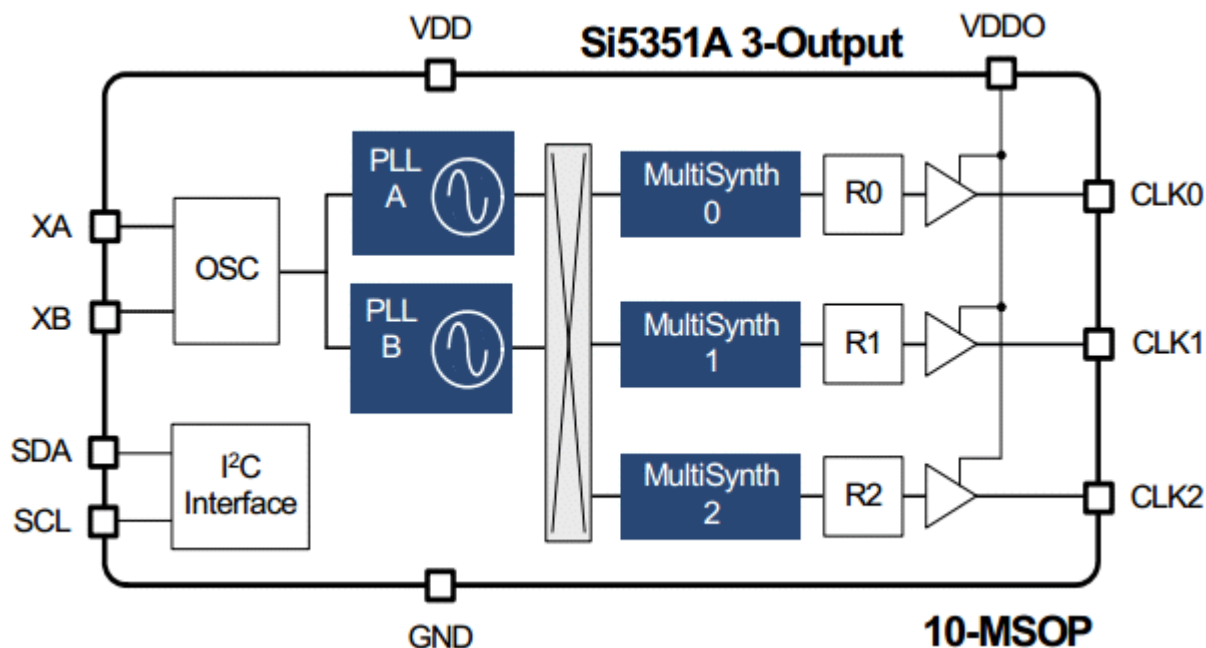 VDD
Si5351A 3-Output
VDDO
XA
XB
OSC
PLL
A
PLL
B
MultiSynth
0
R0
CLK0
MultiSynth
1
R1
CLK1
MultiSynth
2
R2
CLK2
SDA
SCL
I²C
Interface
GND
10-MSOP